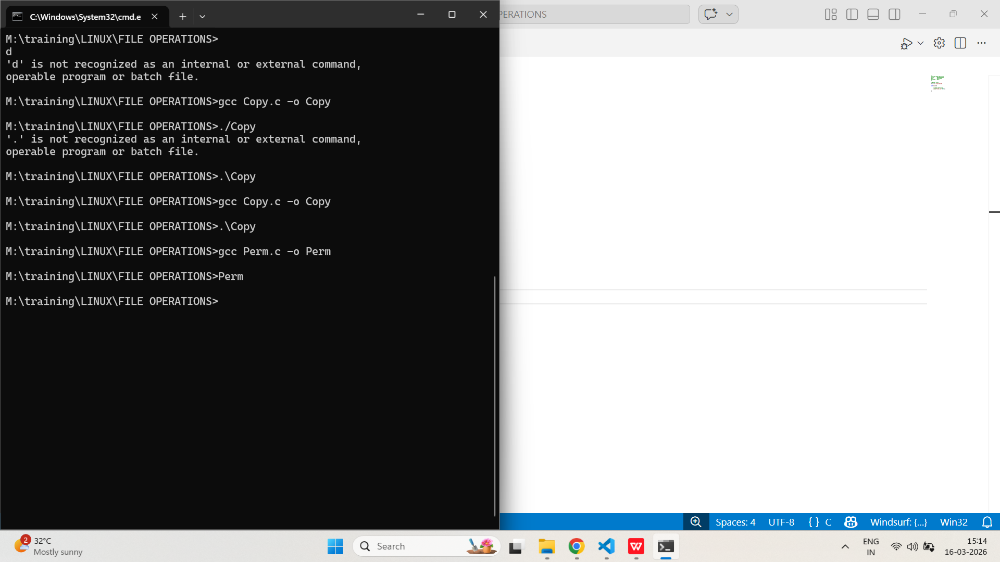 C:\Windows\System32\cmd.e
PERATIONS
M:\training\LINUX\FILE OPERATIONS>
d
'd' is not recognized as an internal or external command,
operable program or batch file.
M:\training\LINUX\FILE OPERATIONS>gcc Copy.c -o Copy
M:\training\LINUX\FILE OPERATIONS>./Copy
'.' is not recognized as an internal or external command,
operable program or batch file.
M:\training\LINUX\FILE OPERATIONS>.\Copy
M:\training\LINUX\FILE OPERATIONS>gcc Copy.c -o Copy
M:\training\LINUX\FILE OPERATIONS>.\Copy
M:\training\LINUX\FILE OPERATIONS>gcc Perm.c -o Perm
M:\training\LINUX\FILE OPERATIONS>Perm
M:\training\LINUX\FILE OPERATIONS>
Spaces: 4 UTF-8 { } C Windsurf: {...} Win32
2
32°C
Mostly sunny
Search
ENG
IN
15:14
16-03-2026